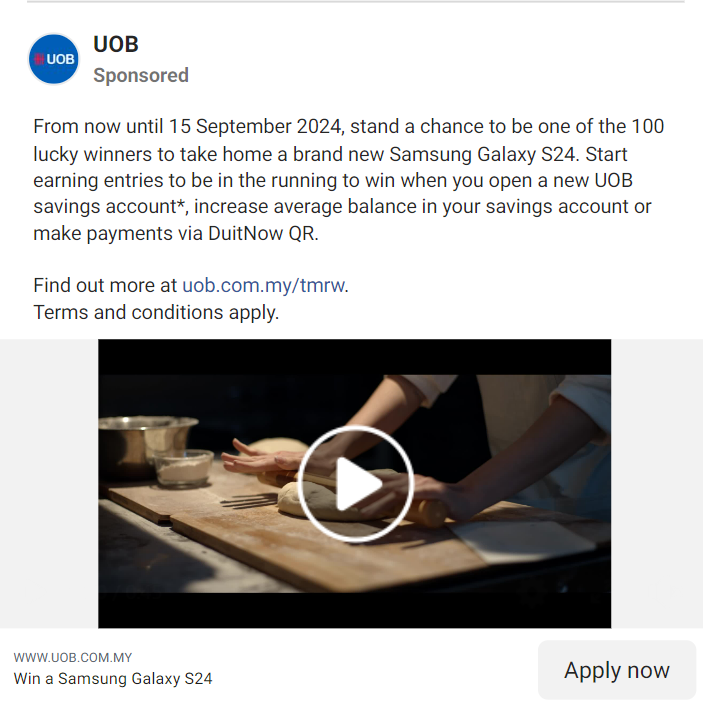 UOB
UOB
Sponsored
From now until 15 September 2024, stand a chance to be one of the 100
lucky winners to take home a brand new Samsung Galaxy S24. Start
earning entries to be in the running to win when you open a new UOB
savings account*, increase average balance in your savings account or
make payments via DuitNow QR.
Find out more at uob.com.my/tmrw.
Terms and conditions apply.
WWW.UOB.COM.MY
Win a Samsung Galaxy S24
Apply now